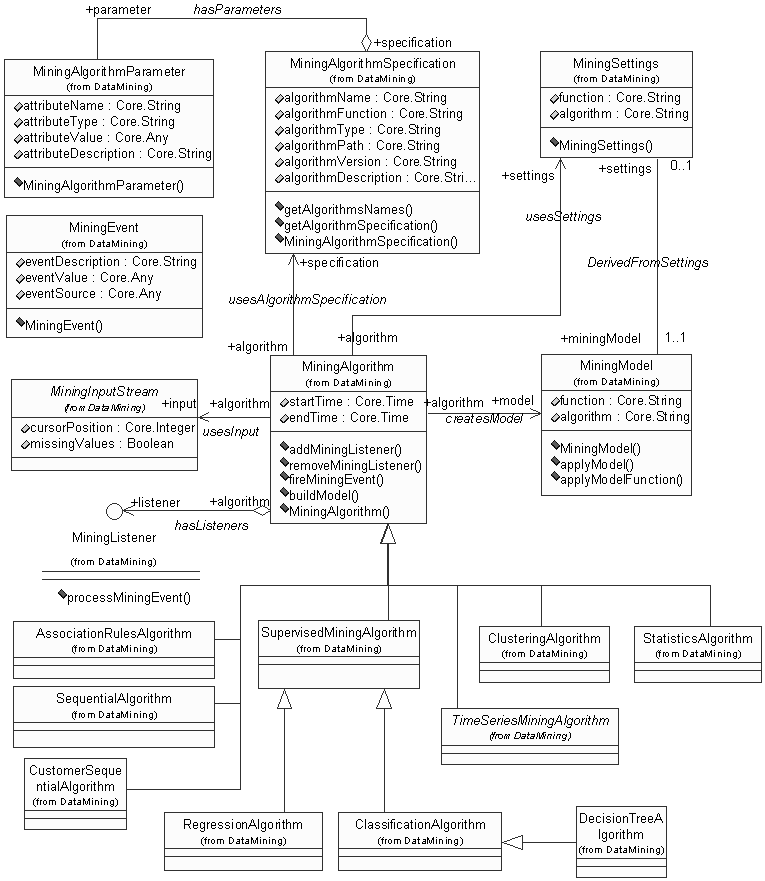 +parameter
hasParameters
+specification
MiningAlgorithmParameter
(from DataMining)
attributeName : Core.String
attributeType : Core.String
attributeValue : Core.Any
attributeDescription : Core.String
MiningAlgorithmParameter()
MiningAlgorithmSpecification
(from DataMining)
algorithmName : Core.String
algorithmFunction : Core.String
algorithmType : Core.String
algorithmPath : Core.String
algorithmVersion : Core.String
algorithmDescription : Core.Stri...
getAlgorithmsNames()
getAlgorithmSpecification()
MiningAlgorithmSpecification()
MiningSettings
(from DataMining)
function : Core.String
algorithm : Core.String
MiningSettings()
+settings
+settings
0..1
usesSettings
DerivedFromSettings
MiningEvent
(from DataMining)
eventDescription : Core.String
eventValue : Core.Any
eventSource : Core.Any
MiningEvent()
+specification
usesAlgorithmSpecification
+algorithm
+algorithm
+miningModel
1..1
MiningAlgorithm
(from DataMining)
startTime : Core.Time
endTime : Core.Time
addMiningListener()
removeMiningListener()
fireMiningEvent()
buildModel()
MiningAlgorithm()
MiningModel
(from DataMining)
function : Core.String
algorithm : Core.String
MiningModel()
applyModel()
applyModelFunction()
+algorithm
+model
createsModel
MiningInputStream
(from DataMining)
cursorPosition : Core.Integer
missingValues : Boolean
+input
+algorithm
usesInput
+listener
+algorithm
hasListeners
MiningListener
(from DataMining)
processMiningEvent()
AssociationRulesAlgorithm
(from DataMining)
SupervisedMiningAlgorithm
(from DataMining)
ClusteringAlgorithm
(from DataMining)
StatisticsAlgorithm
(from DataMining)
SequentialAlgorithm
(from DataMining)
TimeSeriesMiningAlgorithm
(from DataMining)
CustomerSeque
ntialAlgorithm
(from DataMining)
RegressionAlgorithm
(from DataMining)
ClassificationAlgorithm
(from DataMining)
DecisionTreeA
lgorithm
(from DataMining)